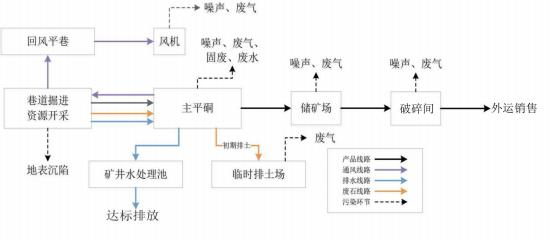 噪声、废气
回风平巷
风机
噪声、废气、
固废、废水
噪声、废气
噪声、废气
巷道掘进
资源开采
主平硐
储矿场
破碎间
外运销售
初期排土
废气
地表沉陷
矿井水处理池
临时排土场
达标排放
产品线路
通风线路
排水线路
废石线路
污染环节